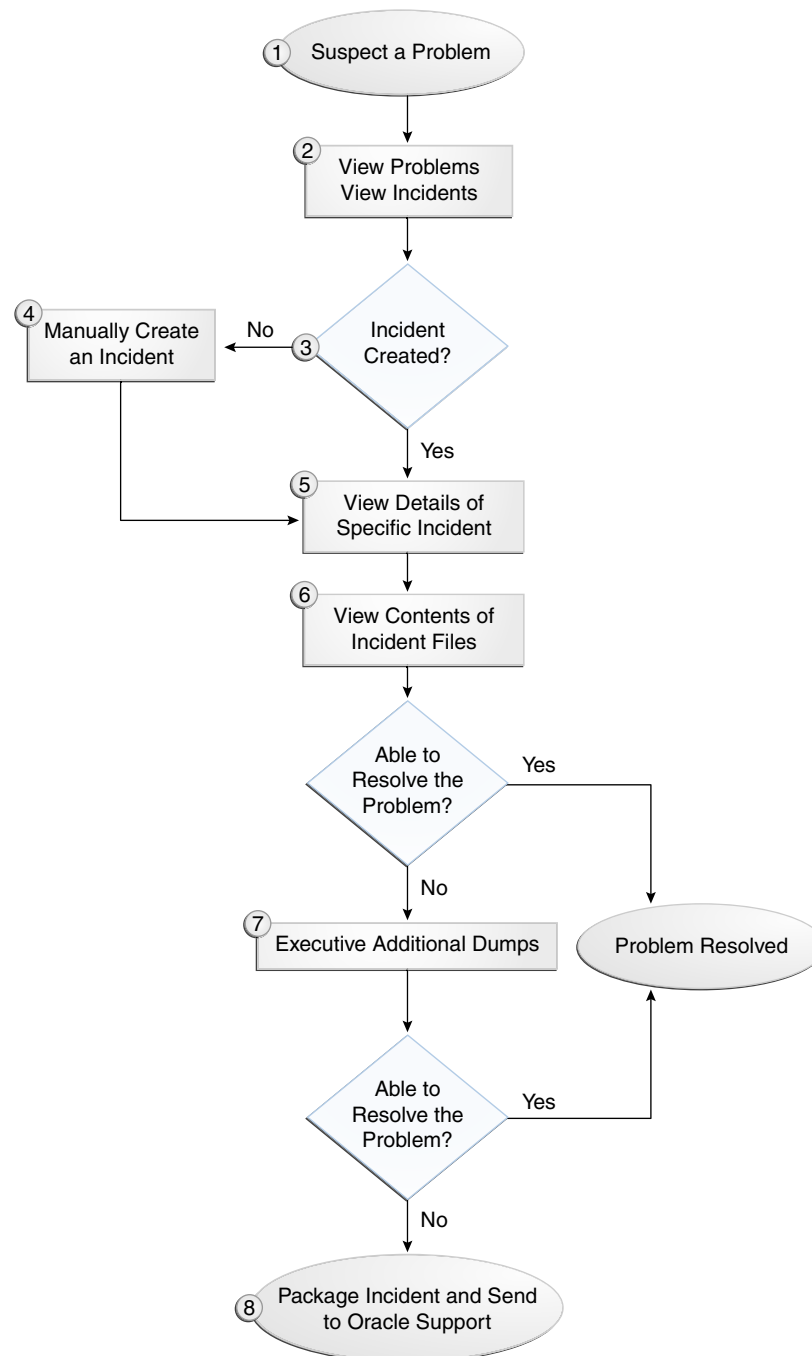 1 Suspect a Problem
2
View Problems
View Incidents
4
Manually Create
an Incident
No
3
Incident
Created?
Yes
5
View Details of
Specific Incident
6
View Contents of
Incident Files
Able to
Resolve the
Problem?
Yes
No
7
Executive Additional Dumps
Problem Resolved
Able to
Resolve the
Problem?
Yes
No
8
Package Incident and Send
to Oracle Support